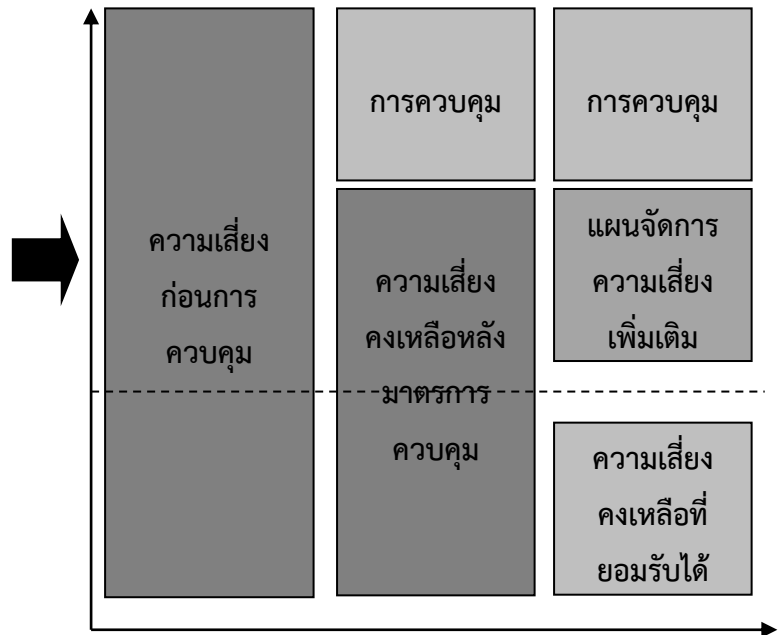 ความเสี่ยง
ก่อนการ
ควบคุม
การควบคุม
ความเสี่ยง
คงเหลือหลัง
มาตรการ
ควบคุม
การควบคุม
แผนจัดการ
ความเสี่ยง
เพิ่มเติม
ความเสี่ยง
คงเหลือที่
ยอมรับได้